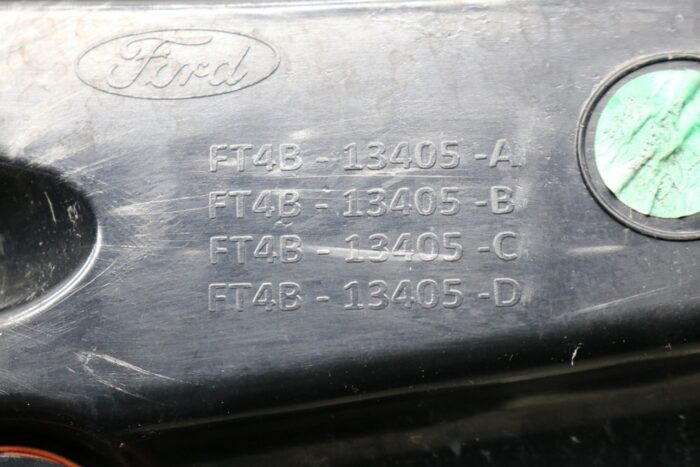 Ford
FT4B - 13405 -A
FT4B - 13405 -B
FT4B - 13405 -C
FT4B - 13405 -D